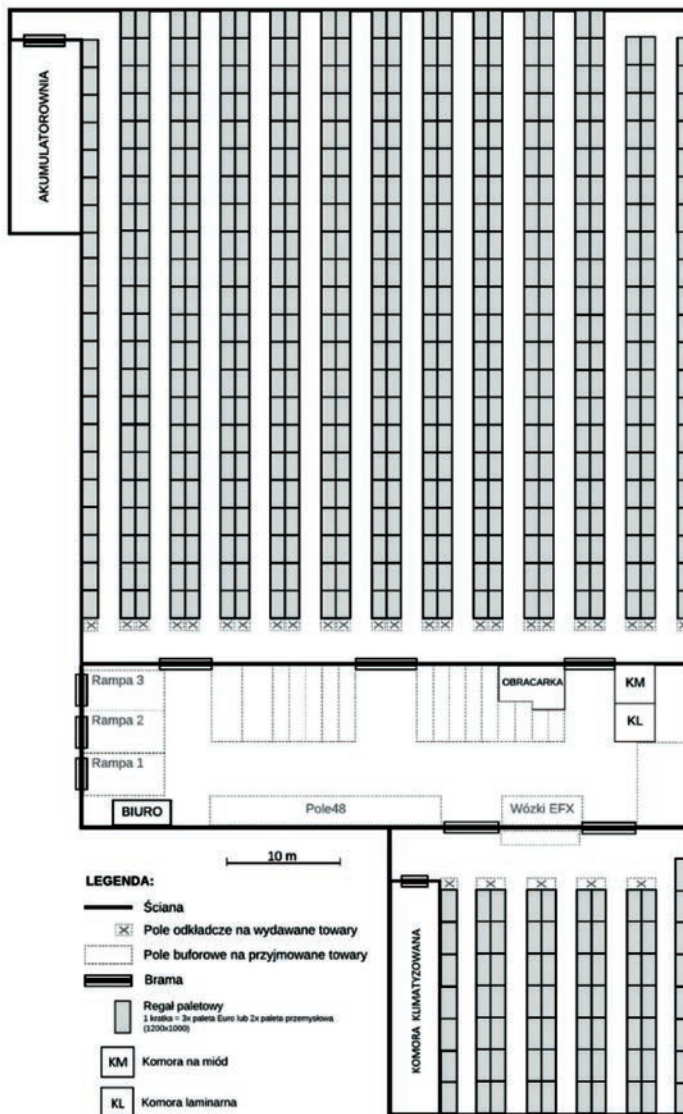 AKUMULATOROWNIA
Rampa 3
Rampa 2
Rampa 1
BIURO
OBRACARKA
KM
KL
Pole48
Wózki EFX
10 m
LEGENDA:
Ściana
Pole odkładcze na wydawane towary
Pole buforowe na przyjmowane towary
Brama
Regał paletowy
1 kratka = 3x paleta Euro lub 2x paleta przemysłowa
(1200x1000)
KM Komora na miód
KL Komora laminarna
KOMORA KLIMATYZOWANA